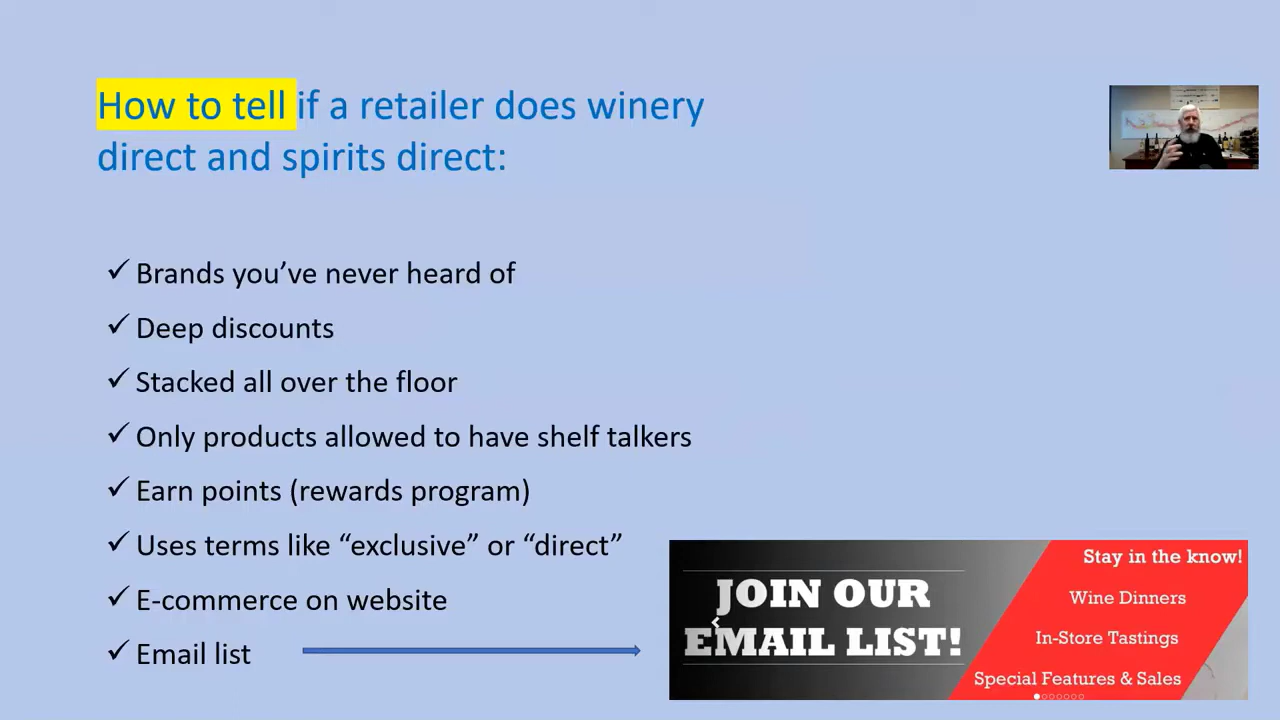 How to tell if a retailer does winery
direct and spirits direct:
Brands you’ve never heard of
Deep discounts
Stacked all over the floor
Only products allowed to have shelf talkers
Earn points (rewards program)
Uses terms like “exclusive” or “direct”
E-commerce on website
Email list
JOIN OUR
EMAIL LIST!
Stay in the know!
Wine Dinners
In-Store Tastings
Special Features & Sales